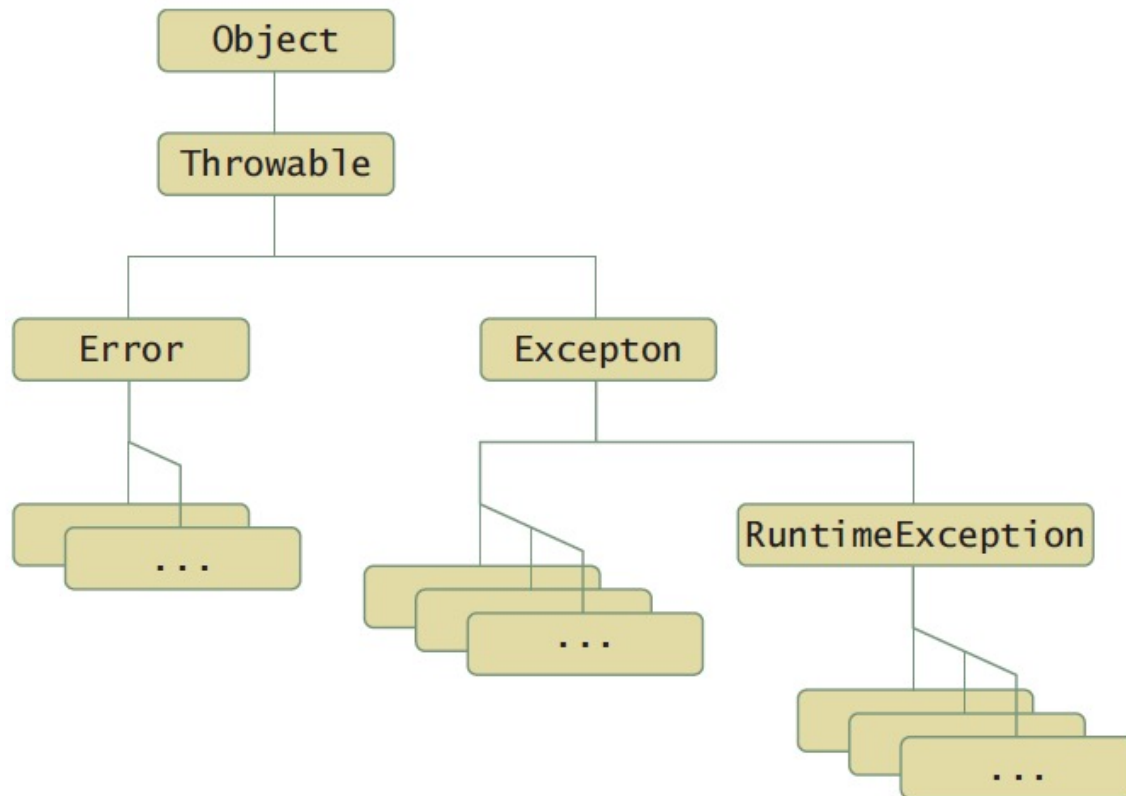 Object
Throwable
Error
Excepton
RuntimeException
...
...
...